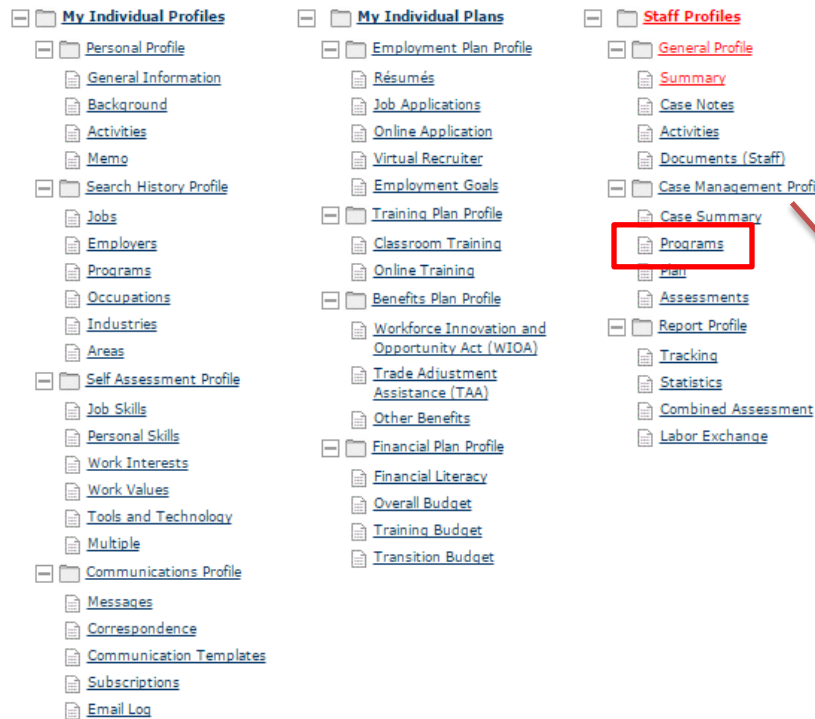 My Individual Profiles
Personal Profile
General Information
Background
Activities
Memo
Search History Profile
Jobs
Employers
Programs
Occupations
Industries
Areas
Self Assessment Profile
Job Skills
Personal Skills
Work Interests
Work Values
Tools and Technology
Multiple
Communications Profile
Messages
Correspondence
Communication Templates
Subscriptions
Email Log
My Individual Plans
Employment Plan Profile
Résumés
Job Applications
Online Application
Virtual Recruiter
Employment Goals
Training Plan Profile
Classroom Training
Online Training
Benefits Plan Profile
Workforce Innovation and
Opportunity Act (WIOA)
Trade Adjustment
Assistance (TAA)
Other Benefits
Financial Plan Profile
Financial Literacy
Overall Budget
Training Budget
Transition Budget
Staff Profiles
General Profile
Summary
Case Notes
Activities
Documents (Staff)
Case Management Profi
Case Summary
Programs
Plan
Assessments
Report Profile
Tracking
Statistics
Combined Assessment
Labor Exchange